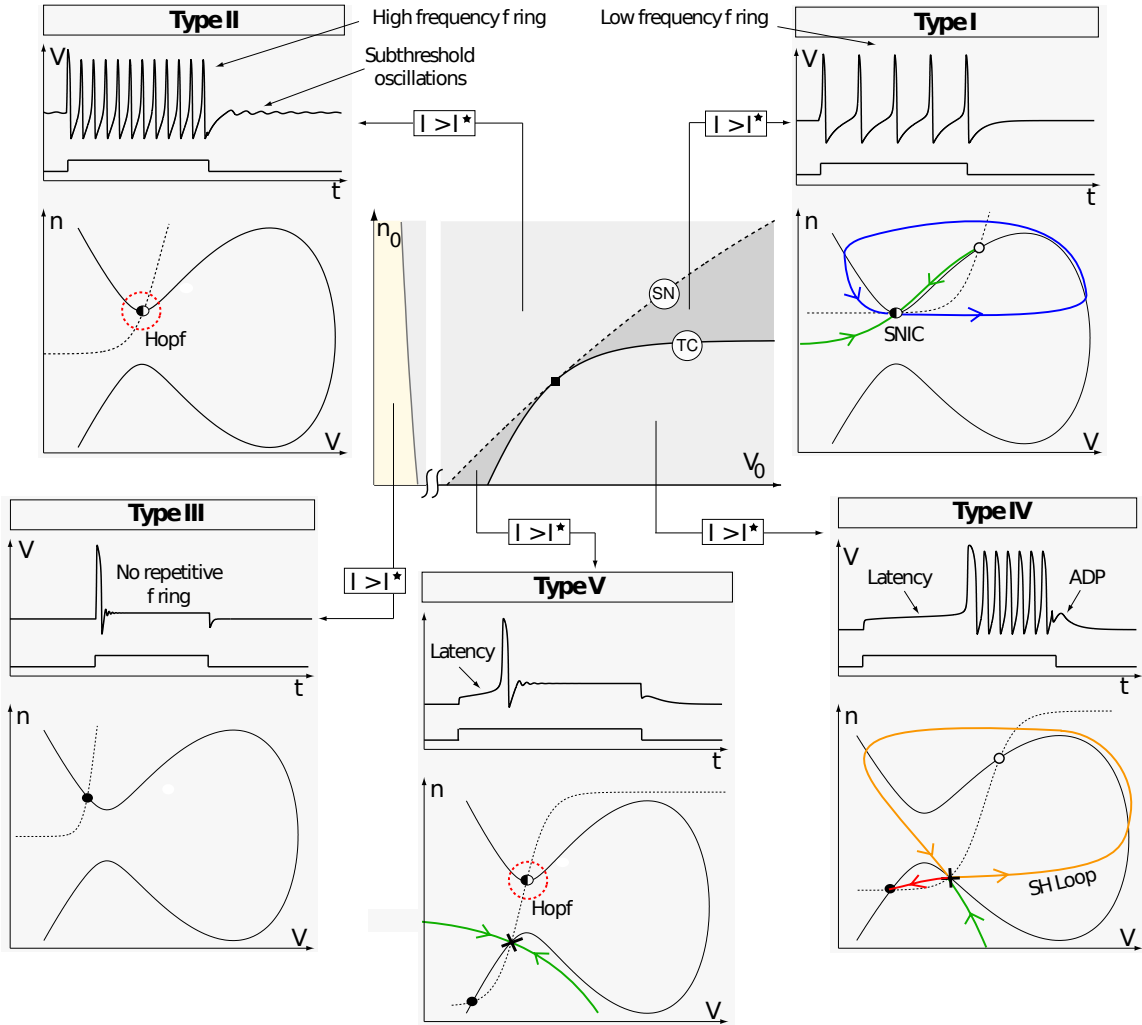 Type II
High frequency f ring
Low frequency f ring
Type I
V
Subthreshold
oscillations
V
I >I★
I >I★
t
t
n
n0
n
SN
Hopf
TC
SNIC
V
V0
V
Type III
I >I★
I >I★
Type IV
V
No repetitive
f ring
I >I★
Type V
V
Latency
ADP
t
V
Latency
t
n
t
n
n
Hopf
SH Loop
V
V
V